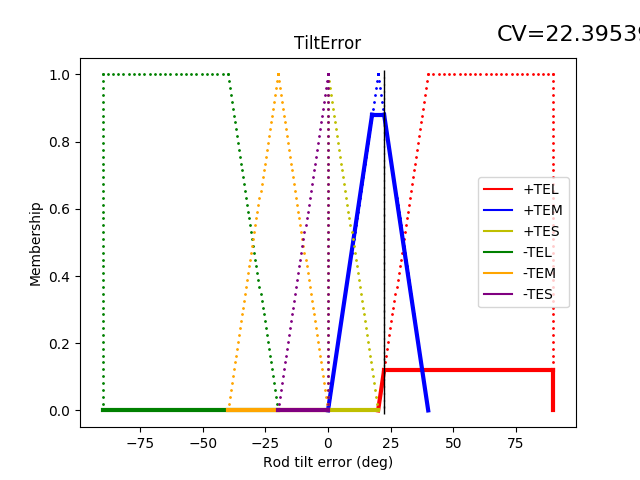 CV=22.39539
TiltError
1.0
0.8
0.6
0.4
0.2
0.0
Membership
+TEL
+TEM
+TES
-TEL
-TEM
-TES
−75
−50
−25
0
25
50
75
Rod tilt error (deg)